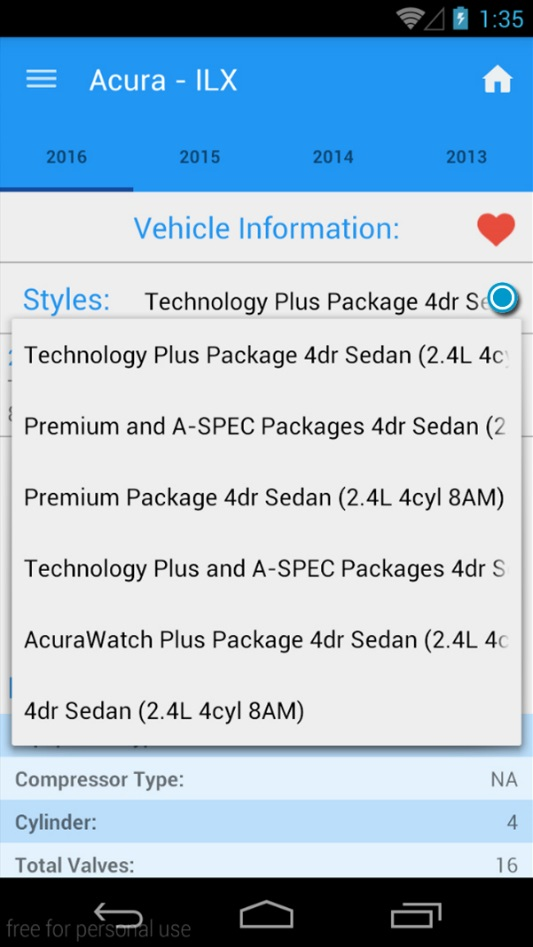 1:35
Acura - ILX
2016 2015 2014 2013
Vehicle Information:
Styles: Technology Plus Package 4dr
Technology Plus Package 4dr Sedan (2.4L
Premium and A-SPEC Packages 4dr Sedan (2
Premium Package 4dr Sedan (2.4L 4cyl 8AM)
Technology Plus and A-SPEC Packages 4dr S
AcuraWatch Plus Package 4dr Sedan (2.4L 4c
4dr Sedan (2.4L 4cyl 8AM)
Compressor Type: NA
Cylinder: 4
Total Valves: 16
free for personal use